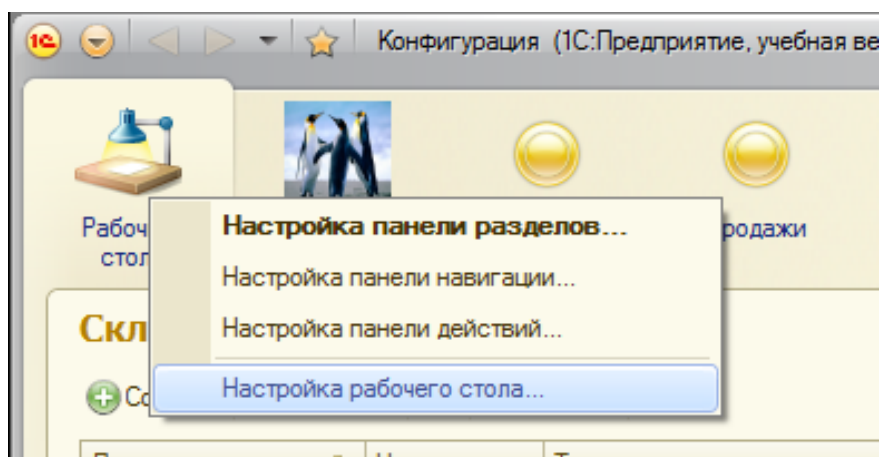 1С
Конфигурация (1С:Предприятие, учебная ве
Рабоч
стол
родажи
Настройка панели разделов...
Настройка панели навигации...
Настройка панели действий...
Настройка рабочего стола...
Скл
Со